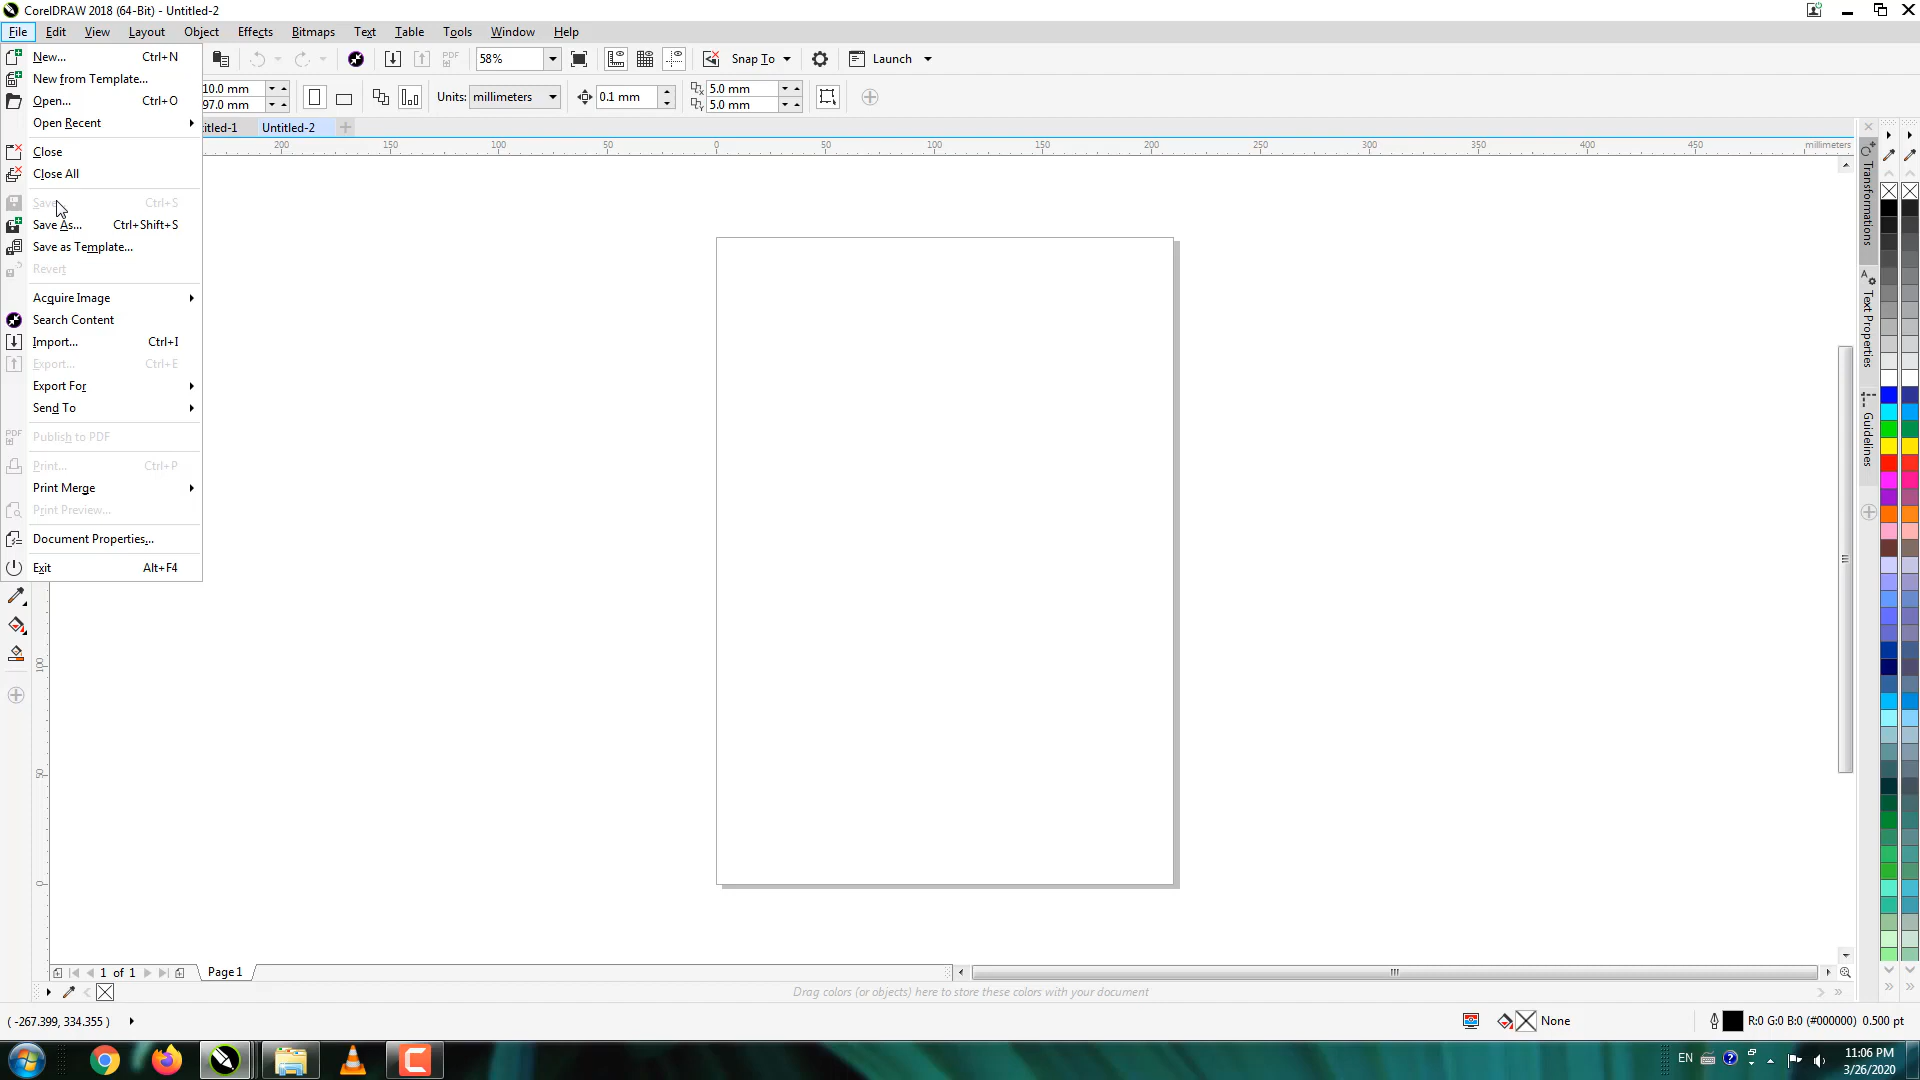 CorelDRAW 2018 (64-Bit) - Untitled-2
File Edit View Layout Object Effects Bitmaps Text Table Tools Window Help
New... Ctrl+N
New from Template...
Open... Ctrl+O
Open Recent
Close
Close All
Save... Ctrl+S
Save As... Ctrl+Shift+S
Save as Template...
Revert
Acquire Image
Search Content
Import... Ctrl+I
Export... Ctrl+E
Export For
Send To
Publish to PDF
Print... Ctrl+P
Print Merge
Print Preview...
Document Properties...
Exit Alt+F4
PDF 58% Snap To Launch
10.0 mm
97.0 mm
Units: millimeters 0.1 mm
5.0 mm
5.0 mm
titled-1 Untitled-2
200 150 100 50 0 50 100 150 200 250 300 350 400 450 millimeters
100
50
0
Transformations
Text Properties
Guidelines
1 of 1 Page 1
Drag colors (or objects) here to store these colors with your document
( -267.399, 334.355 ) None R:0 G:0 B:0 (#000000) 0.500 pt
EN 11:06 PM
3/26/2020